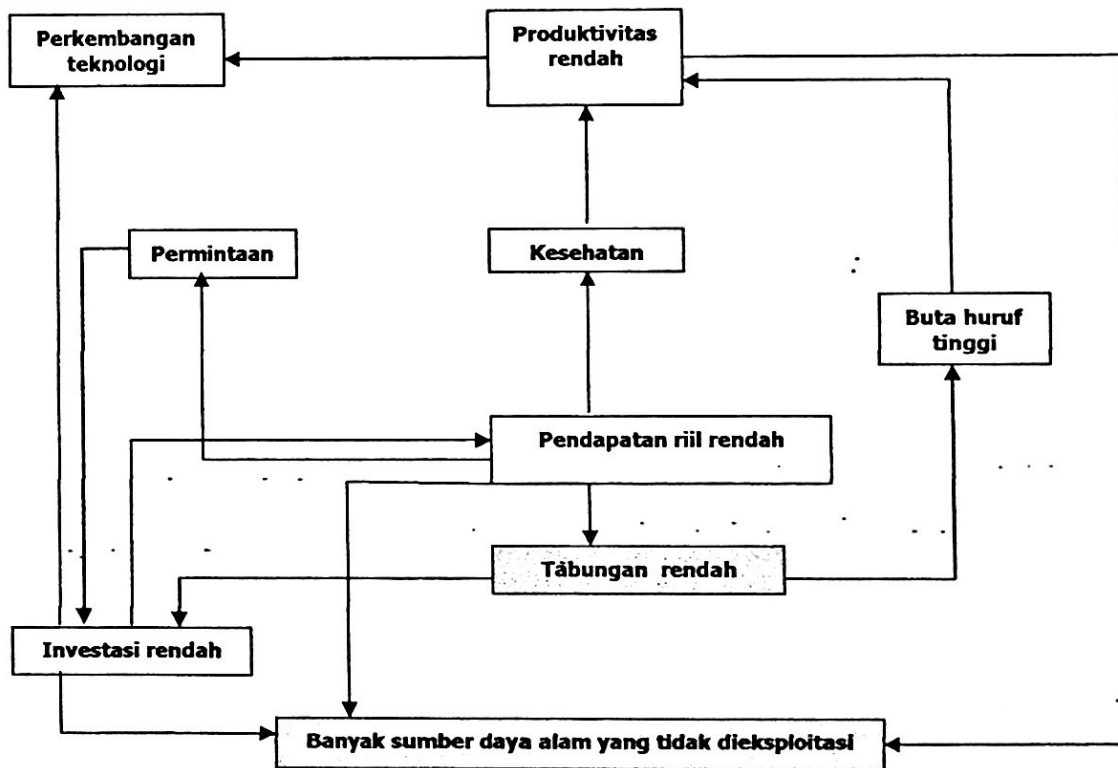 Perkembangan
teknologi
Produktivitas
rendah
Permintaan
Kesehatan
Buta huruf
tinggi
Pendapatan riil rendah
Tabungan rendah
Investasi rendah
Banyak sumber daya alam yang tidak dieksploitasi